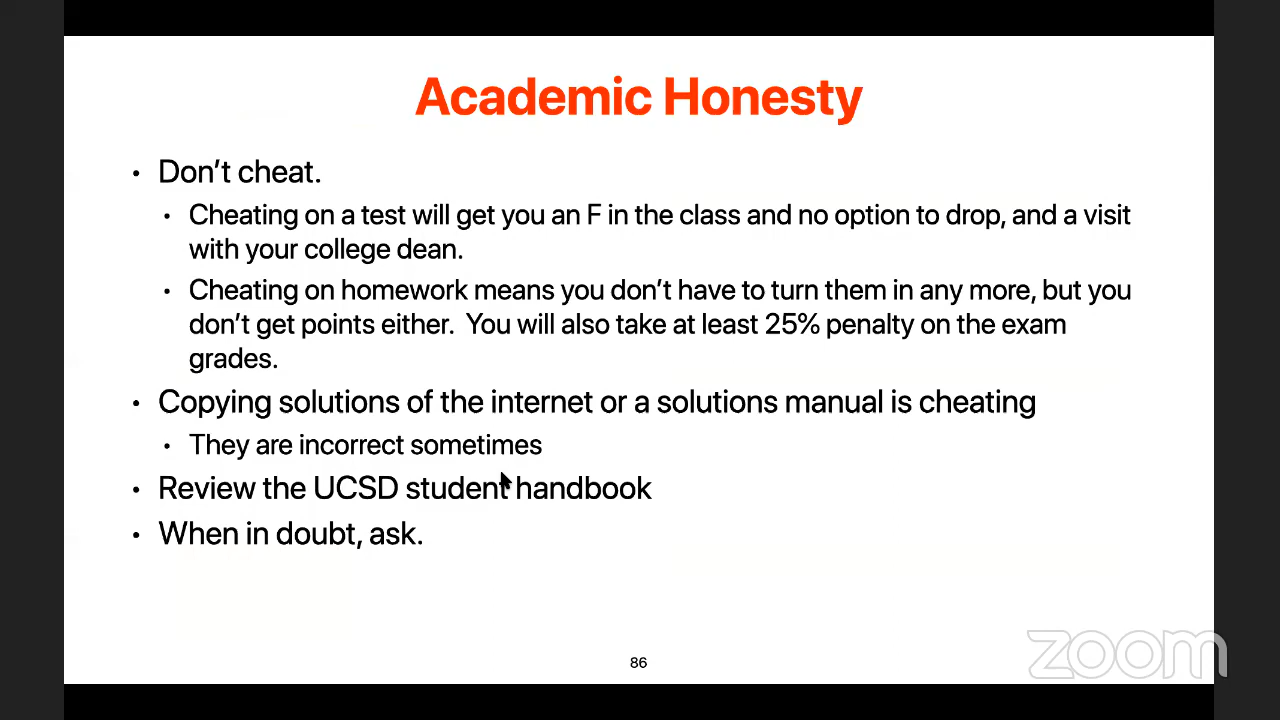 Academic Honesty
• Don’t cheat.
• Cheating on a test will get you an F in the class and no option to drop, and a visit
with your college dean.
• Cheating on homework means you don’t have to turn them in any more, but you
don’t get points either.  You will also take at least 25% penalty on the exam
grades.
• Copying solutions of the internet or a solutions manual is cheating
• They are incorrect sometimes
• Review the UCSD student handbook
• When in doubt, ask.
zoom
86